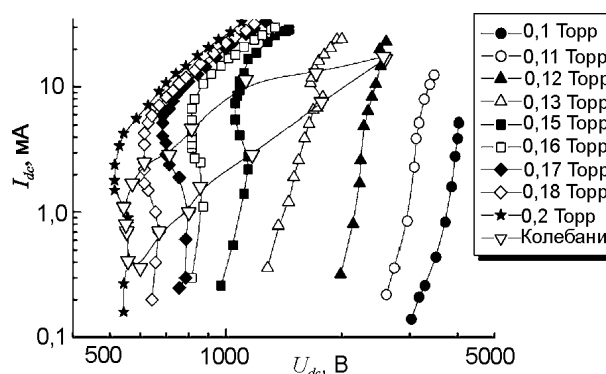 I_dc, мА
10
1.0
0,1
500
1000
5000
U_dc, В
0,1 Торр
0,11 Торр
0,12 Торр
0,13 Торр
0,15 Торр
0,16 Торр
0,17 Торр
0,18 Торр
0,2 Торр
Колебани